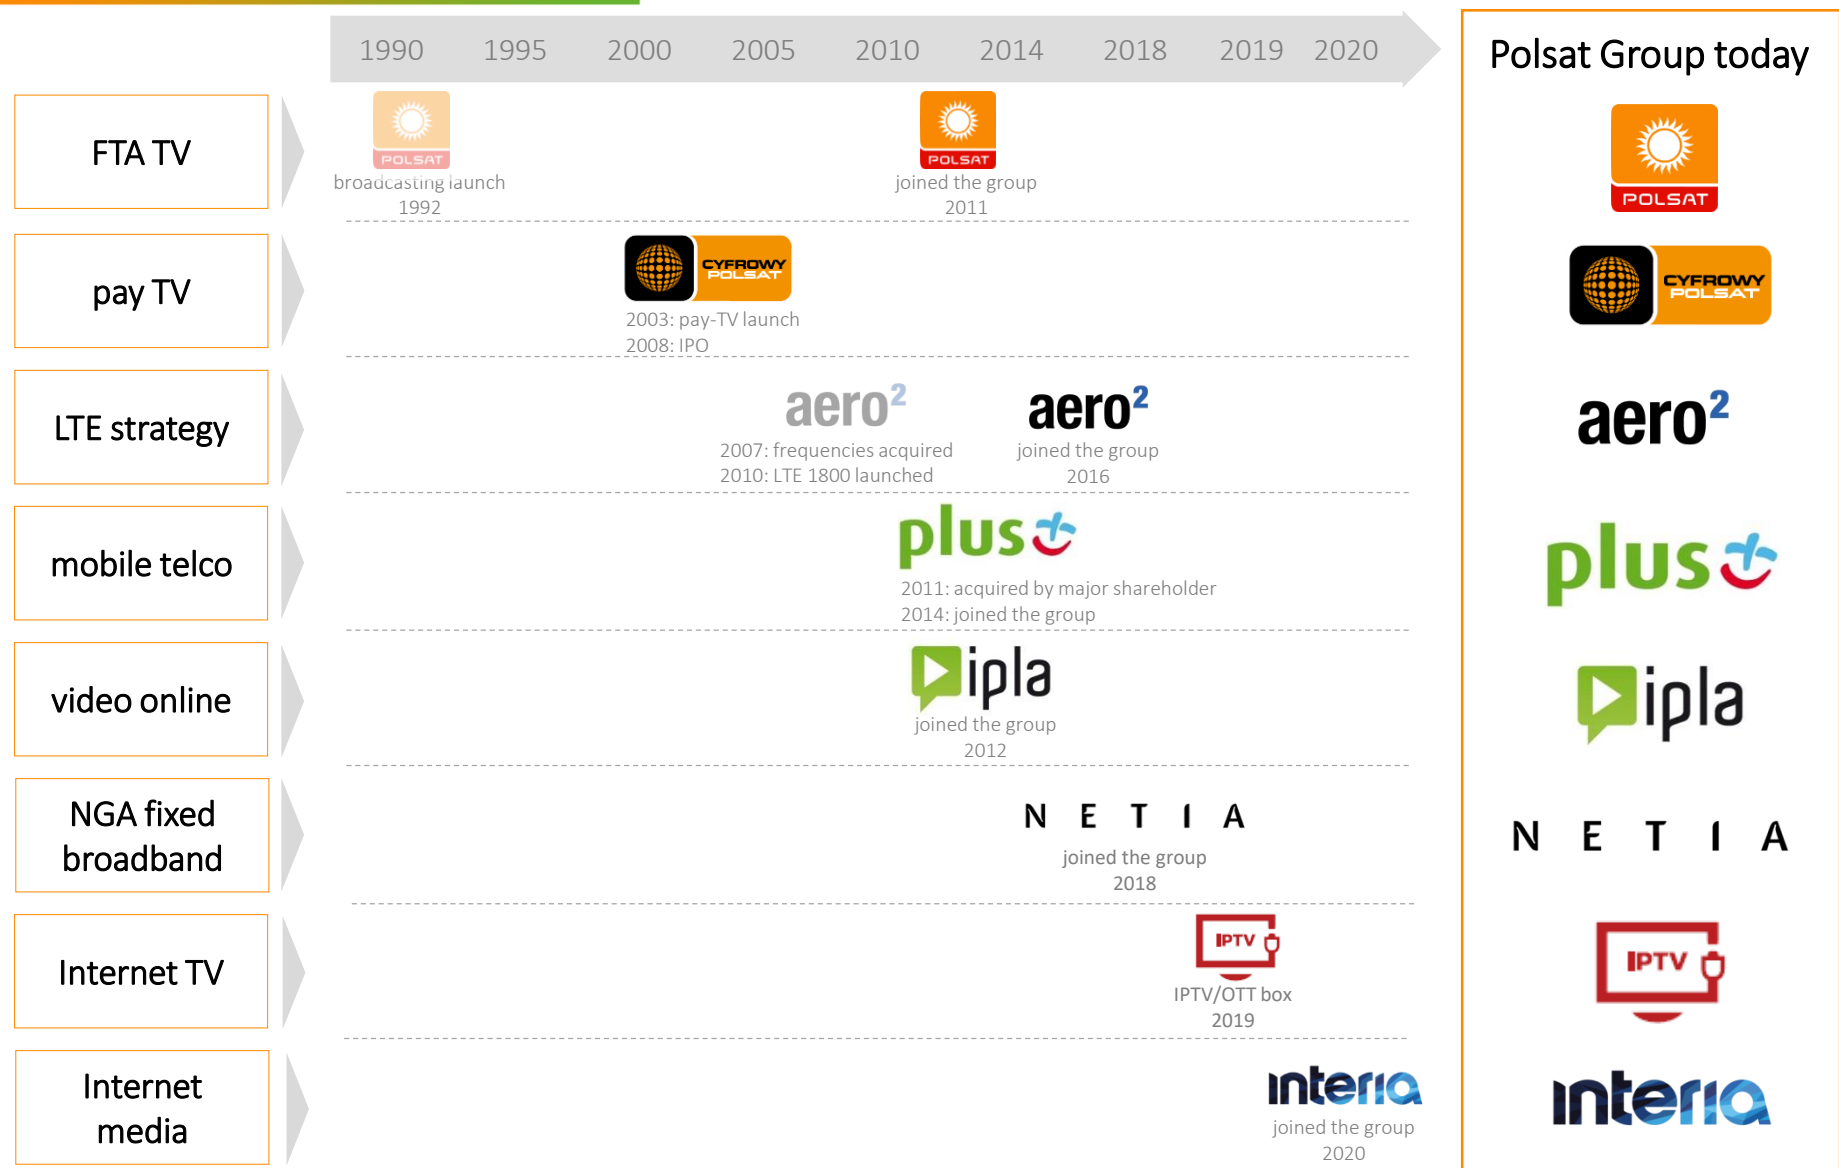 1990 1995 2000 2005 2010 2014 2018 2019 2020
Polsat Group today
FTA TV
POLSAT
broadcasting launch
1992
POLSAT
joined the group
2011
POLSAT
pay TV
CYFROWY
POLSAT
2003: pay-TV launch
2008: IPO
CYFROWY
POLSAT
LTE strategy
aero²
2007: frequencies acquired
2010: LTE 1800 launched
aero²
joined the group
2016
aero²
mobile telco
plus
2011: acquired by major shareholder
2014: joined the group
plus
video online
ipla
joined the group
2012
ipla
NGA fixed
broadband
NETIA
joined the group
2018
NETIA
Internet TV
IPTV
IPTV/OTT box
2019
IPTV
Internet
media
interia
joined the group
2020
interia